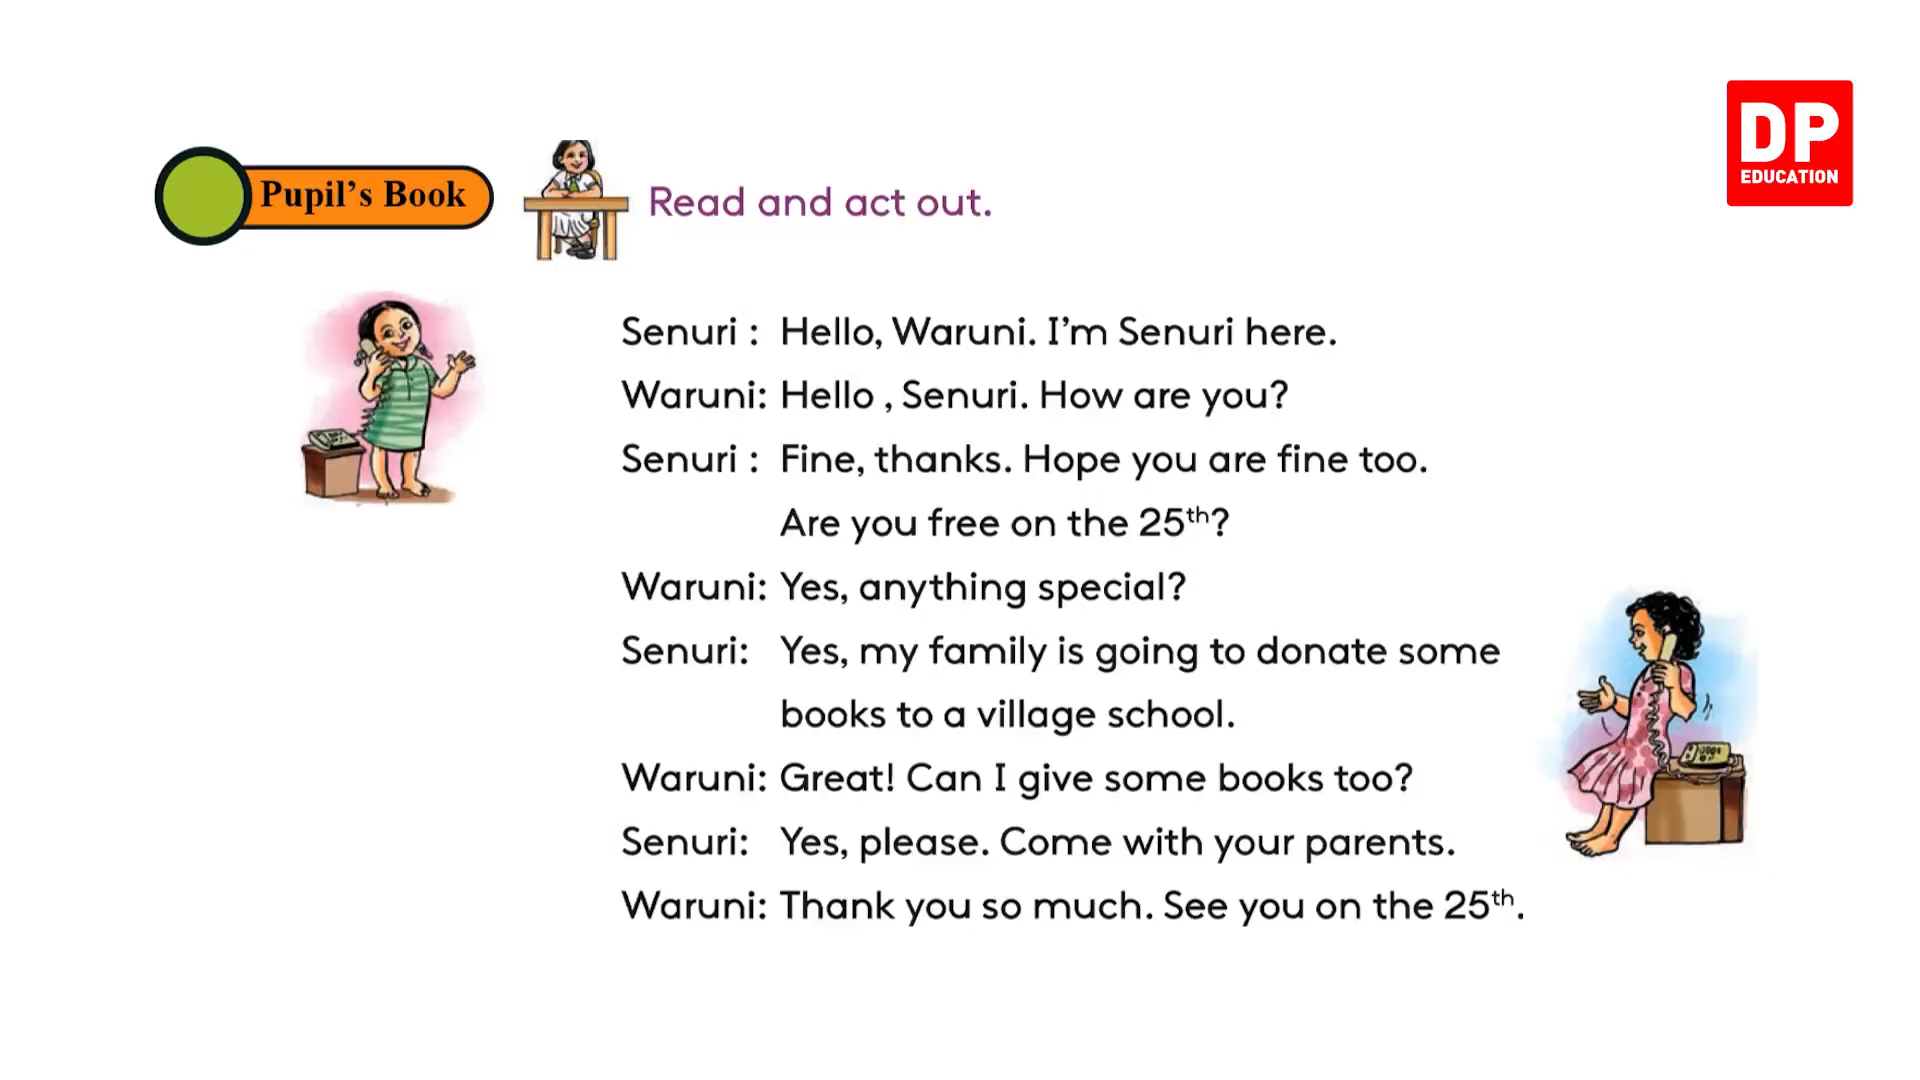 DP
EDUCATION
Pupil’s Book
Read and act out.
Senuri : Hello, Waruni. I’m Senuri here.
Waruni: Hello , Senuri. How are you?
Senuri : Fine, thanks. Hope you are fine too.
Are you free on the 25th?
Waruni: Yes, anything special?
Senuri: Yes, my family is going to donate some
books to a village school.
Waruni: Great! Can I give some books too?
Senuri: Yes, please. Come with your parents.
Waruni: Thank you so much. See you on the 25th.